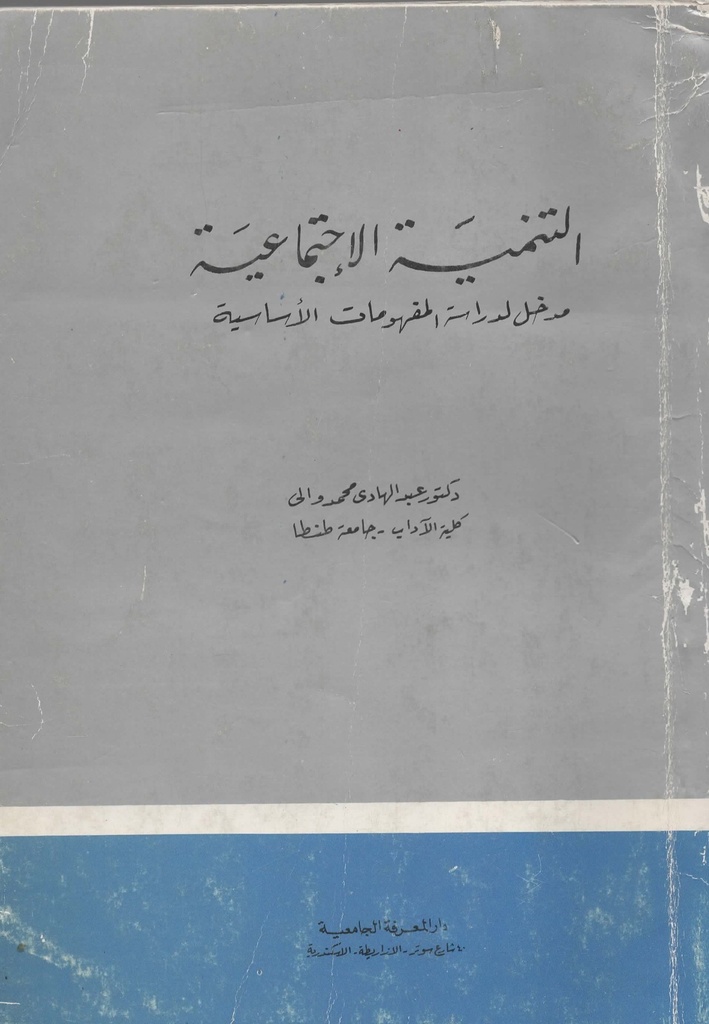 التنمية الإجتماعية
مدخل لدراسة المفهومات الأساسية
دكتور عبد الهادى محمد والى
كلية الآداب - جامعة طنطا
دار المعرفة الجامعية
٤٠ شارع سوتر - الازاريطة - الاسكندرية